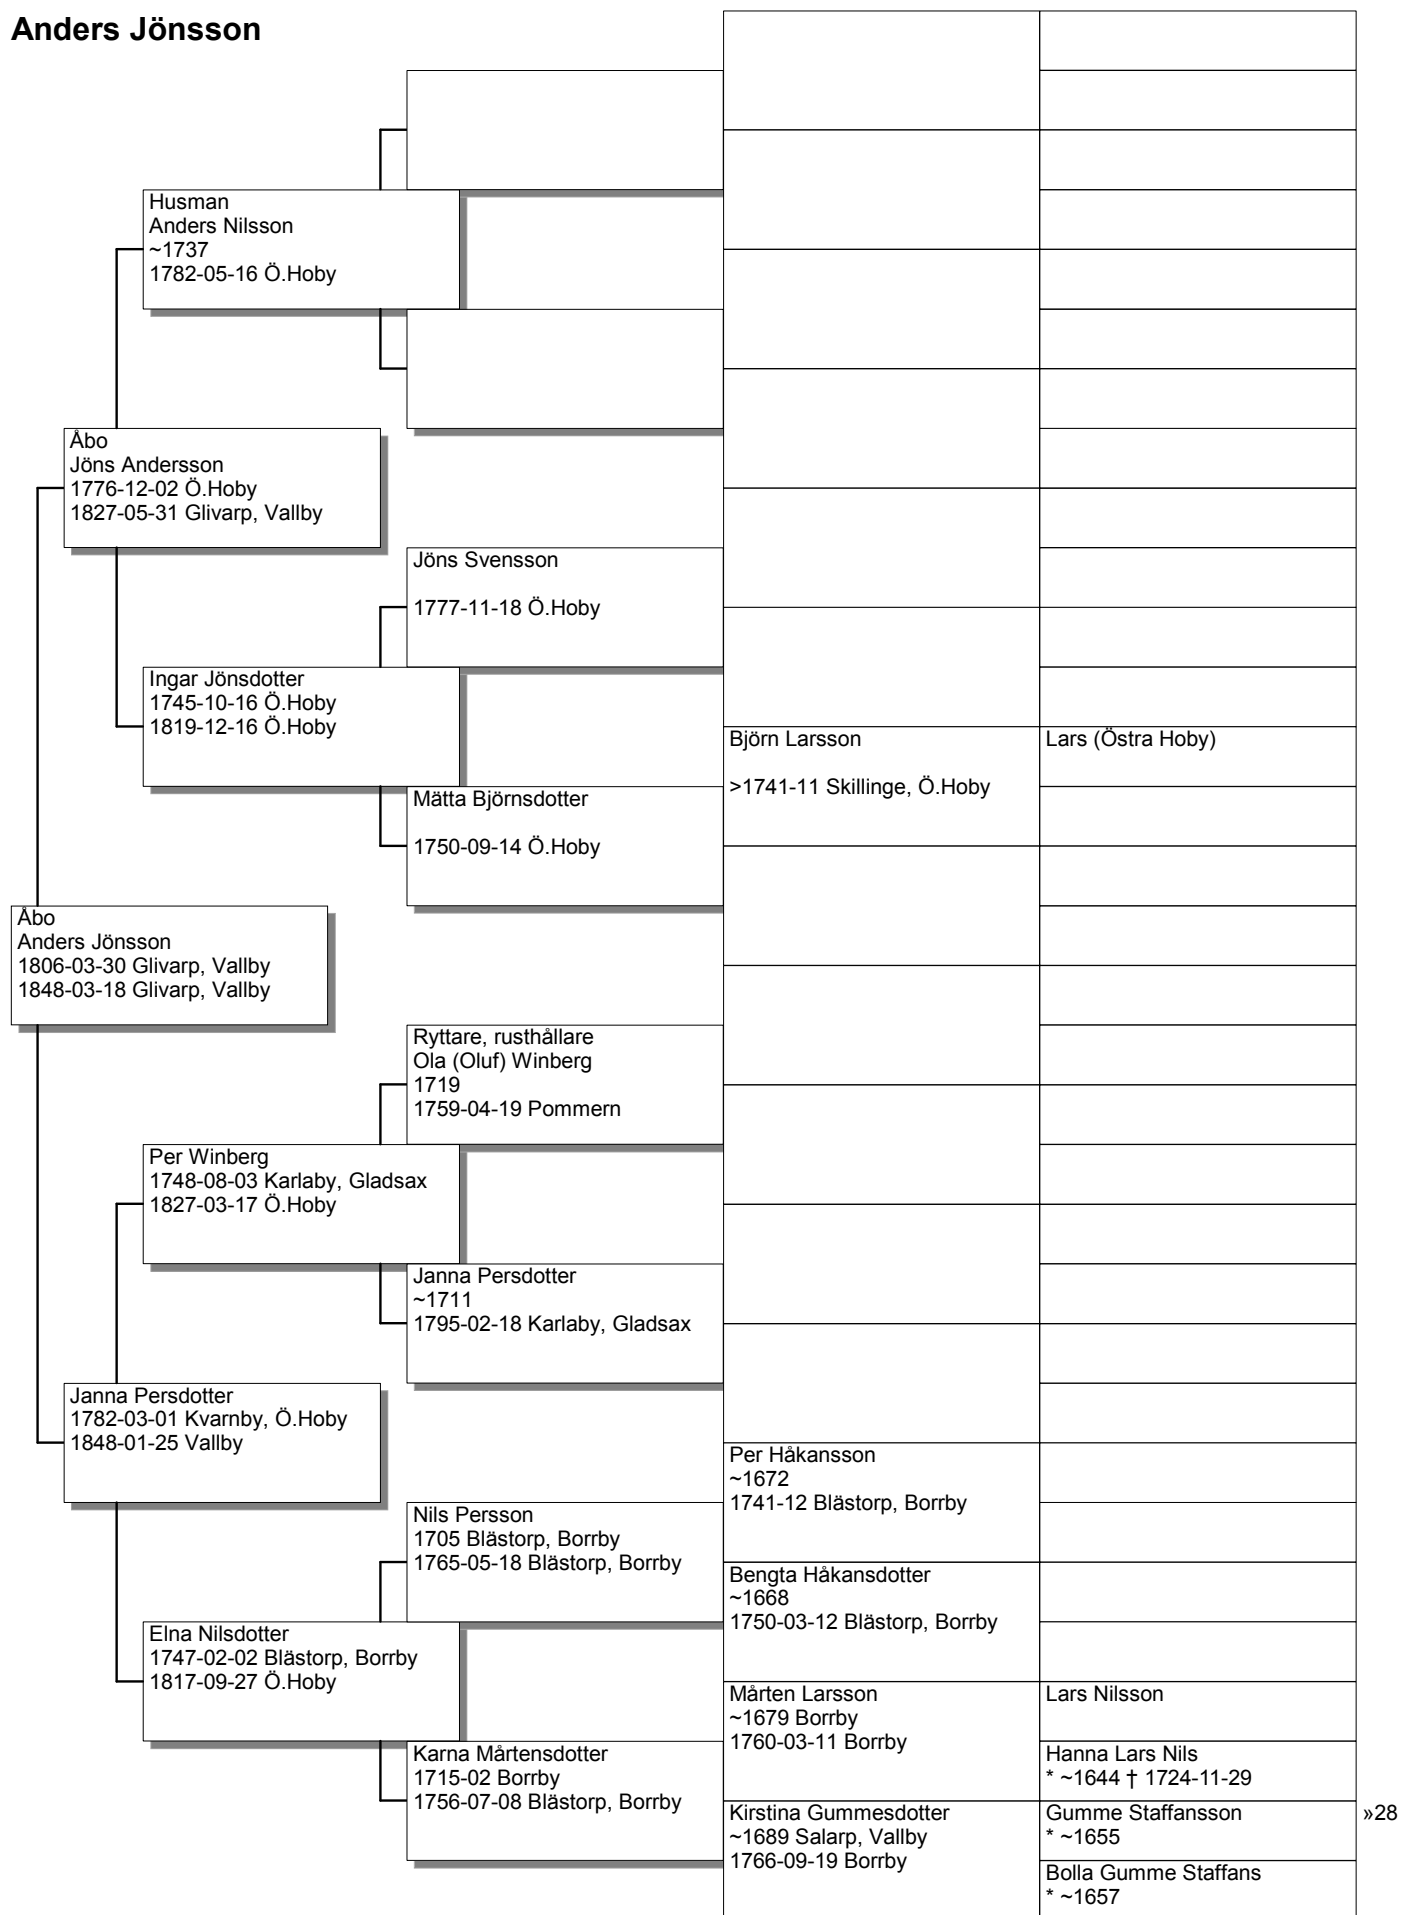 Anders Jönsson
Husman
Anders Nilsson
~1737
1782-05-16 Ö.Hoby
Åbo
Jöns Andersson
1776-12-02 Ö.Hoby
1827-05-31 Glivarp, Vallby
Jöns Svensson
1777-11-18 Ö.Hoby
Ingar Jönsdotter
1745-10-16 Ö.Hoby
1819-12-16 Ö.Hoby
Björn Larsson
>1741-11 Skillinge, Ö.Hoby
Lars (Östra Hoby)
Mätta Björnsdotter
1750-09-14 Ö.Hoby
Åbo
Anders Jönsson
1806-03-30 Glivarp, Vallby
1848-03-18 Glivarp, Vallby
Ryttare, rusthållare
Ola (Oluf) Winberg
1719
1759-04-19 Pommern
Per Winberg
1748-08-03 Karlaby, Gladsax
1827-03-17 Ö.Hoby
Janna Persdotter
~1711
1795-02-18 Karlaby, Gladsax
Janna Persdotter
1782-03-01 Kvarnby, Ö.Hoby
1848-01-25 Vallby
Per Håkansson
~1672
1741-12 Blästorp, Borrby
Nils Persson
1705 Blästorp, Borrby
1765-05-18 Blästorp, Borrby
Bengta Håkansdotter
~1668
1750-03-12 Blästorp, Borrby
Elna Nilsdotter
1747-02-02 Blästorp, Borrby
1817-09-27 Ö.Hoby
Mårten Larsson
~1679 Borrby
1760-03-11 Borrby
Lars Nilsson
Hanna Lars Nils
* ~1644 † 1724-11-29
Karna Mårtensdotter
1715-02 Borrby
1756-07-08 Blästorp, Borrby
Kirstina Gummesdotter
~1689 Salarp, Vallby
1766-09-19 Borrby
Gumme Staffansson
* ~1655
»28
Bolla Gumme Staffans
* ~1657